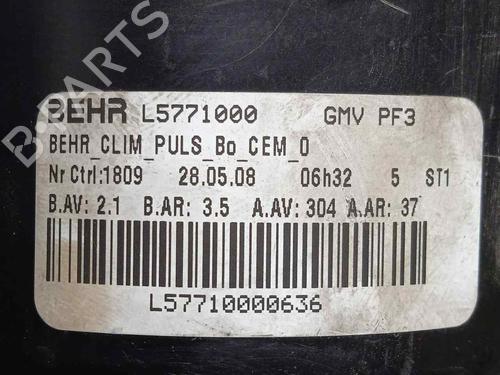 BEHR L5771000 GMV PF3
BEHR_CLIM_PULS_Bo_CEM_0
Nr Ctrl:1809 28.05.08 06h32 5 ST1
B.AV: 2.1 B.AR: 3.5 A.AV: 304 A.AR: 37
L57710000636
B-PARTS